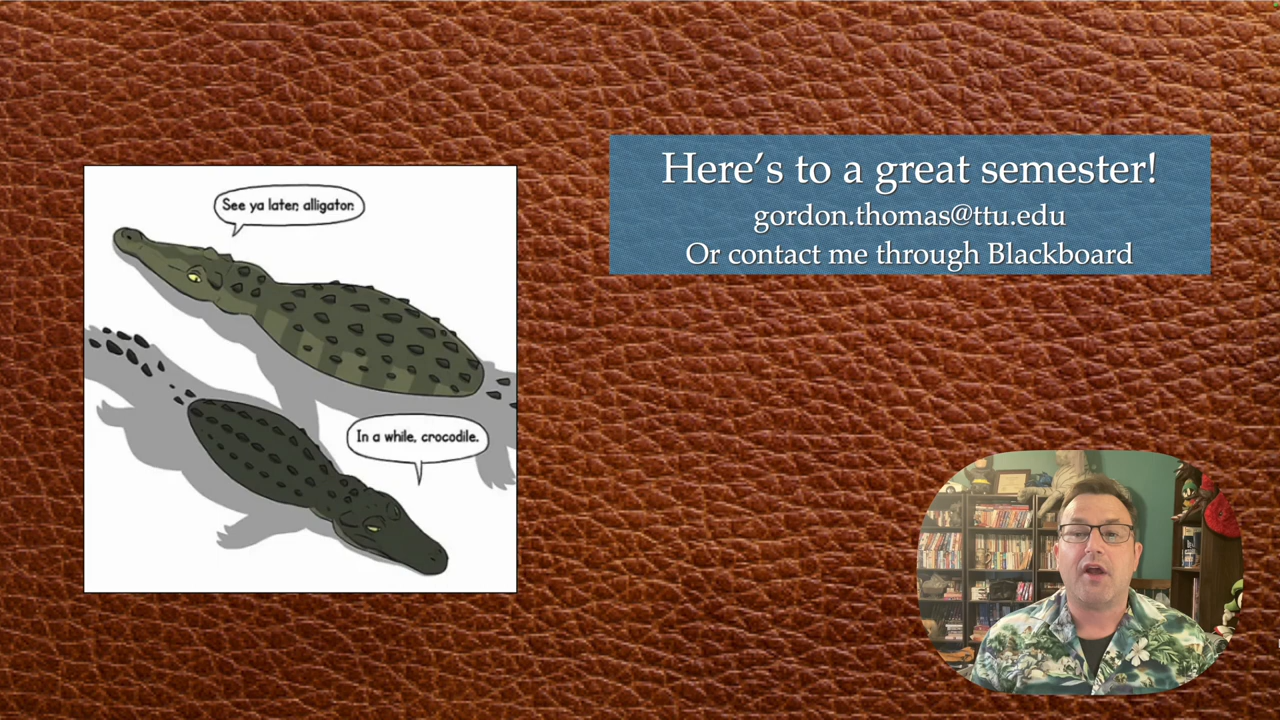 See ya later, alligator.
In a while, crocodile.
Here's to a great semester!
gordon.thomas@ttu.edu
Or contact me through Blackboard